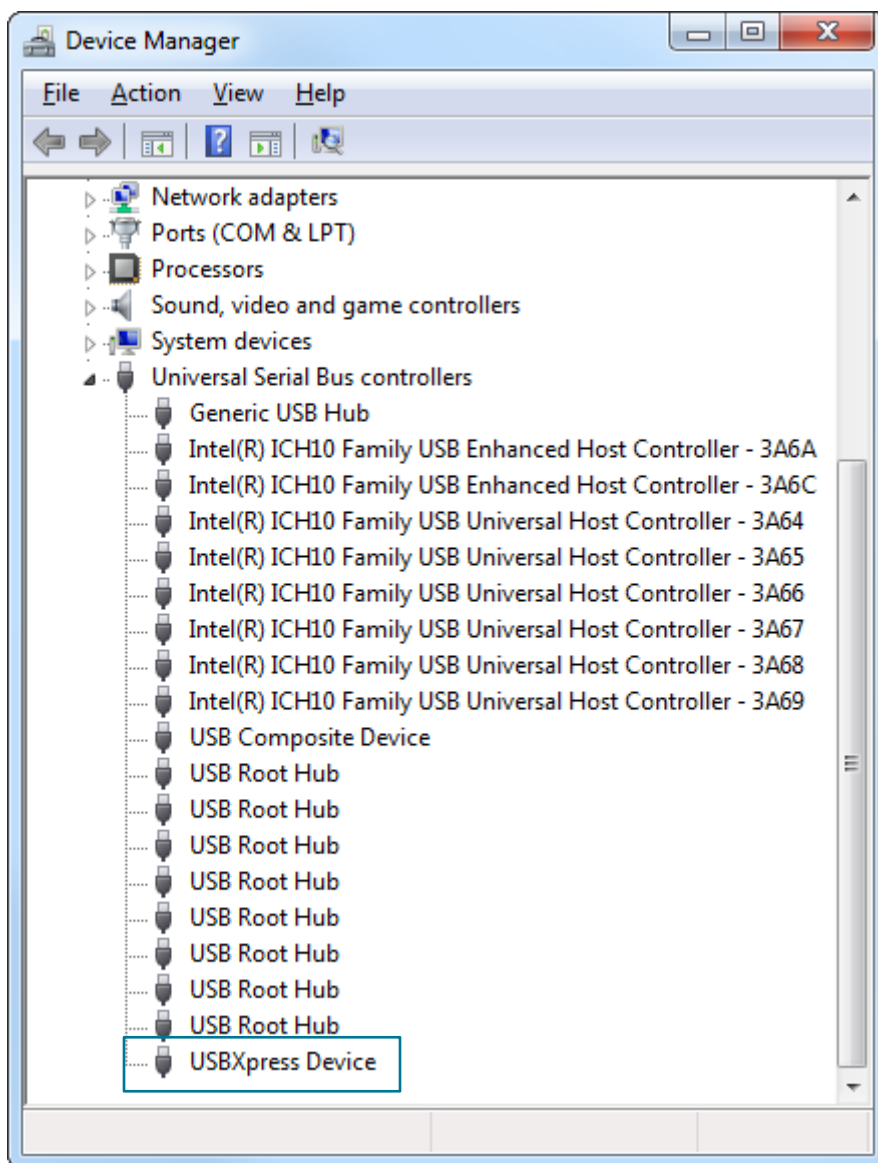 Device Manager
File Action View Help
Network adapters
Ports (COM & LPT)
Processors
Sound, video and game controllers
System devices
Universal Serial Bus controllers
Generic USB Hub
Intel(R) ICH10 Family USB Enhanced Host Controller - 3A6A
Intel(R) ICH10 Family USB Enhanced Host Controller - 3A6C
Intel(R) ICH10 Family USB Universal Host Controller - 3A64
Intel(R) ICH10 Family USB Universal Host Controller - 3A65
Intel(R) ICH10 Family USB Universal Host Controller - 3A66
Intel(R) ICH10 Family USB Universal Host Controller - 3A67
Intel(R) ICH10 Family USB Universal Host Controller - 3A68
Intel(R) ICH10 Family USB Universal Host Controller - 3A69
USB Composite Device
USB Root Hub
USB Root Hub
USB Root Hub
USB Root Hub
USB Root Hub
USB Root Hub
USB Root Hub
USB Root Hub
USBXpress Device